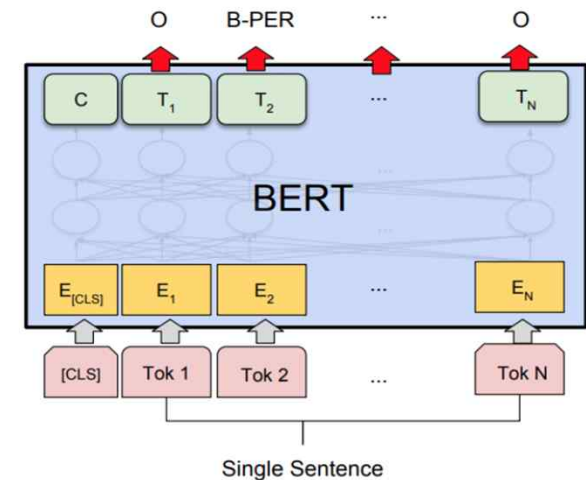 O B-PER ... O
C T1 T2 ... TN
...
BERT
...
E[CLS] E1 E2 ... EN
[CLS] Tok 1 Tok 2 ... Tok N
Single Sentence